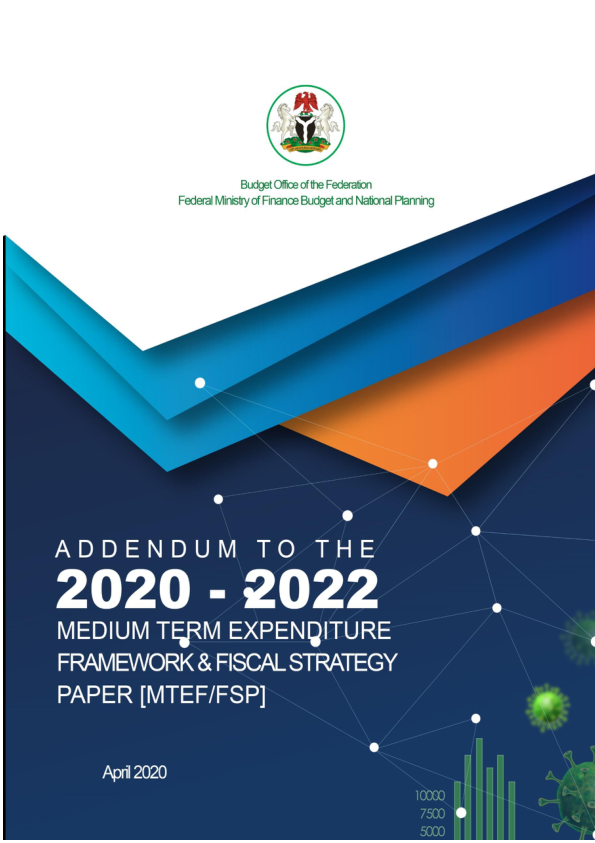 Budget Office of the Federation
Federal Ministry of Finance Budget and National Planning
ADDENDUM TO THE
2020 - 2022
MEDIUM TERM EXPENDITURE
FRAMEWORK & FISCAL STRATEGY
PAPER [MTEF/FSP]
April 2020
10000
7500
5000